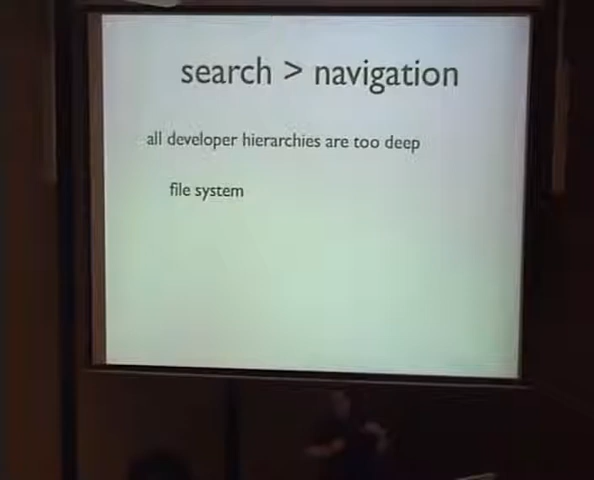 search > navigation
all developer hierarchies are too deep
file system